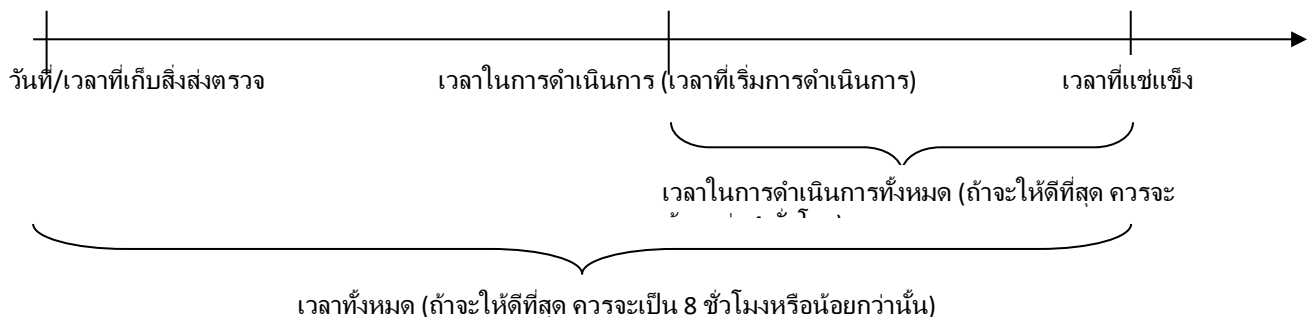 วันที่/เวลาที่เก็บสิ่งส่งตรวจ
เวลาในการดำเนินการ (เวลาที่เริ่มการดำเนินการ)
เวลาที่แช่แข็ง
เวลาในการดำเนินการทั้งหมด (ถ้าจะให้ดีที่สุด ควรจะ
เวลาทั้งหมด (ถ้าจะให้ดีที่สุด ควรจะเป็น 8 ชั่วโมงหรือน้อยกว่านั้น)